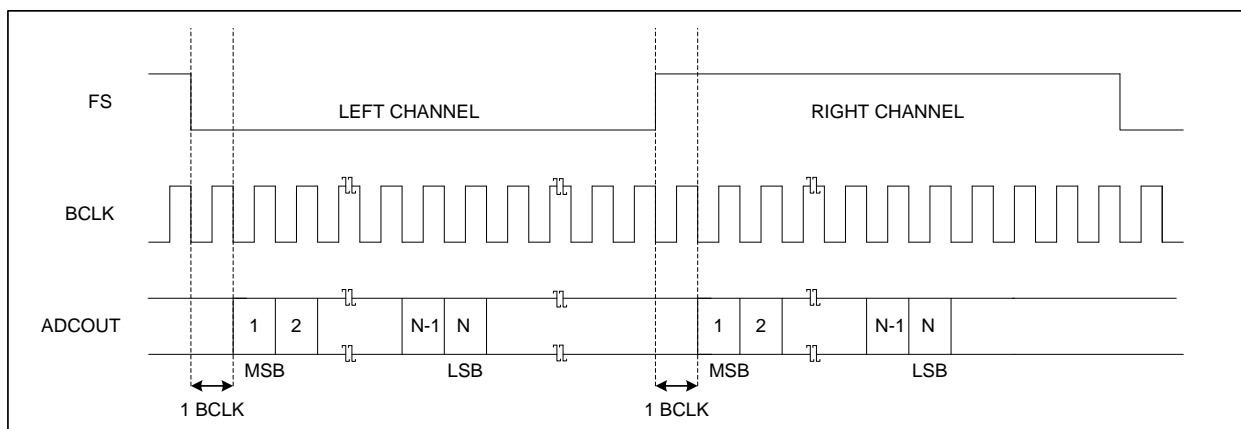 FS
LEFT CHANNEL
RIGHT CHANNEL
BCLK
ADCOUT
1 2 N-1 N 1 2 N-1 N
MSB LSB MSB LSB
1 BCLK 1 BCLK